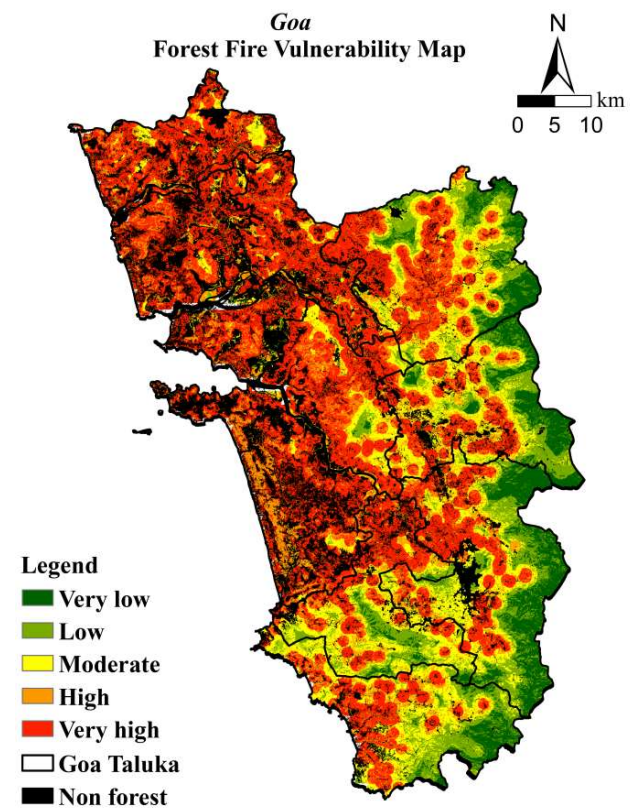 Goa
Forest Fire Vulnerability Map
N
km
0 5 10
Legend
Very low
Low
Moderate
High
Very high
Goa Taluka
Non forest